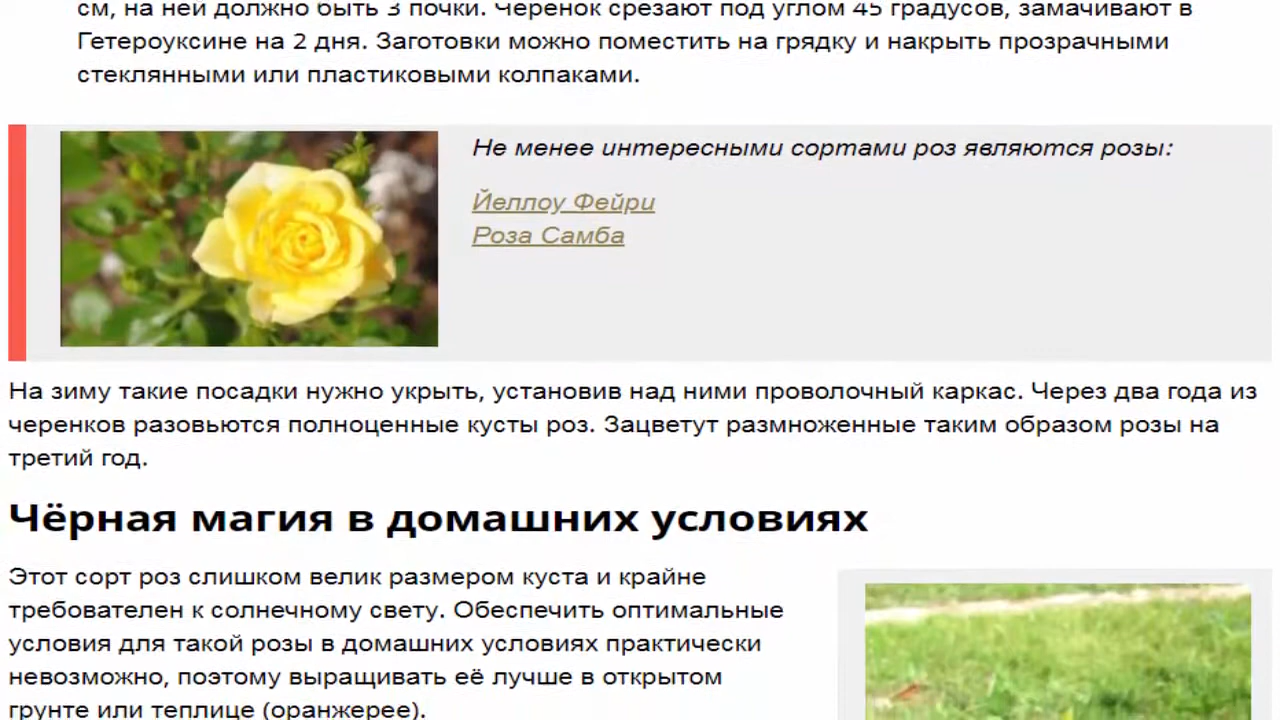 см, на ней должно быть 3 почки. Черенок срезают под углом 45 градусов, замачивают в
Гетероуксине на 2 дня. Заготовки можно поместить на грядку и накрыть прозрачными
стеклянными или пластиковыми колпаками.
Не менее интересными сортами роз являются розы:
Йеллоу Фейри
Роза Самба
На зиму такие посадки нужно укрыть, установив над ними проволочный каркас. Через два года из
черенков разовьются полноценные кусты роз. Зацветут размноженные таким образом розы на
третий год.
Чёрная магия в домашних условиях
Этот сорт роз слишком велик размером куста и крайне
требователен к солнечному свету. Обеспечить оптимальные
условия для такой розы в домашних условиях практически
невозможно, поэтому выращивать её лучше в открытом
грунте или теплице (оранжерее).